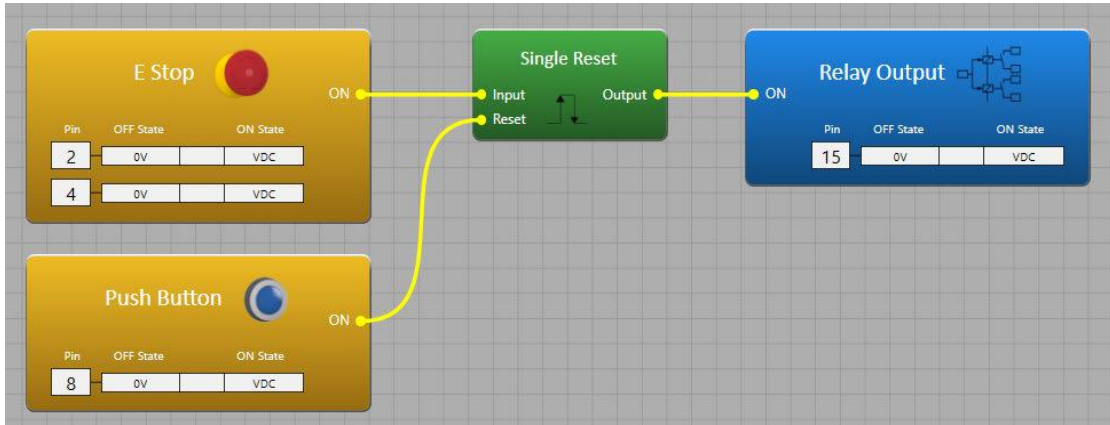 E Stop
ON
Pin OFF State ON State
2 0V VDC
4 0V VDC
Push Button
ON
Pin OFF State ON State
8 0V VDC
Single Reset
Input Output
Reset
Relay Output
ON
Pin OFF State ON State
15 0V VDC